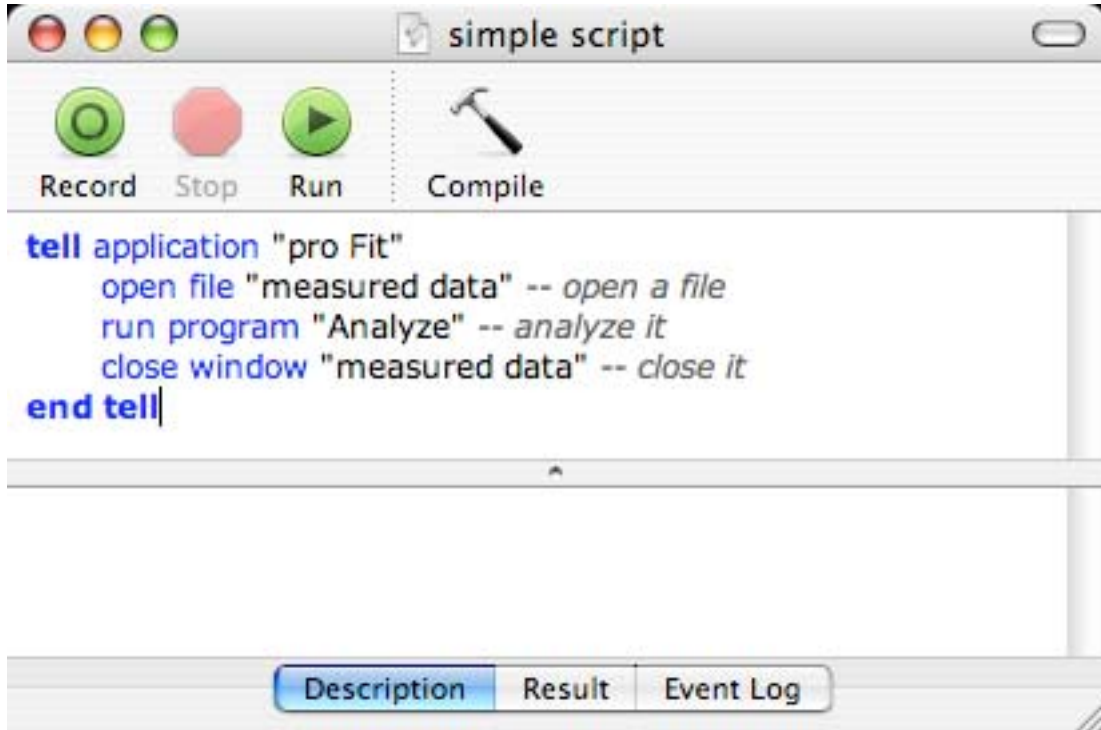 simple script
Record Stop Run Compile
tell application "pro Fit"
open file "measured data" -- open a file
run program "Analyze" -- analyze it
close window "measured data" -- close it
end tell
Description Result Event Log